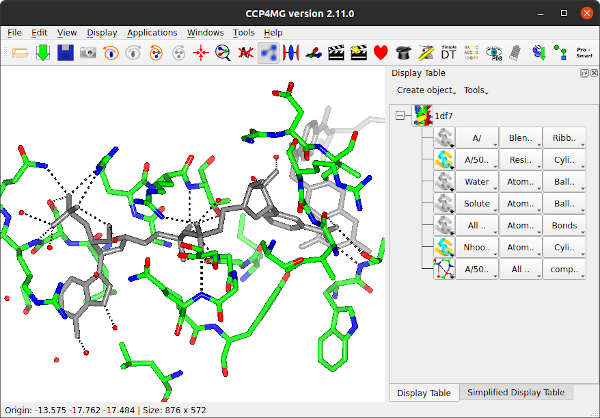 CCP4MG version 2.11.0
File Edit View Display Applications Windows Tools Help
Simple DT
PDB
Pro - Smart
Display Table
Create object Tools
1df7
A/ Blen.. Ribb..
A/50.. Resi.. Cyli..
Water Atom.. Ball..
Solute Atom.. Ball..
All .. Atom.. Bonds
Nhoo.. Atom.. Cyli..
A/50.. All .. comp..
Display Table Simplified Display Table
Origin: -13.575 -17.762 -17.484 | Size: 876 x 572